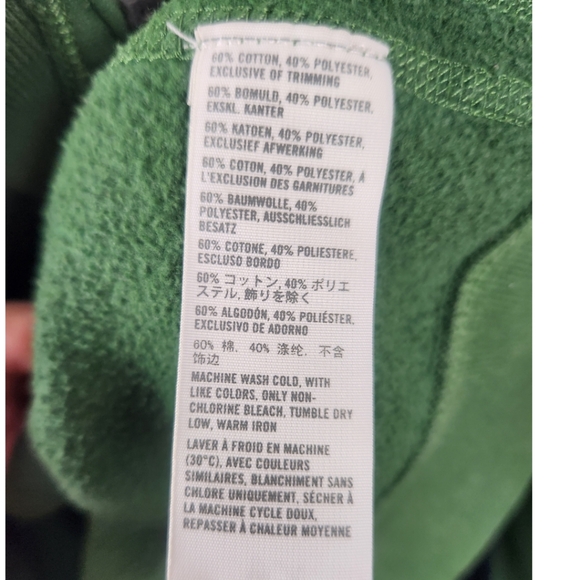 60% COTTON, 40% POLYESTER,
EXCLUSIVE OF TRIMMING
60% BOMULD, 40% POLYESTER,
EKSKL. KANTER
60% KATOEN, 40% POLYESTER,
EXCLUSIEF AFWERKING
60% COTON, 40% POLYESTER, À
L'EXCLUSION DES GARNITURES
60% BAUMWOLLE, 40%
POLYESTER, AUSSCHLIESSLICH
BESATZ
60% COTONE, 40% POLIESTERE,
ESCLUSO BORDO
60% コットン, 40% ポリエ
ステル, 飾りを除く
60% ALGODÓN, 40% POLIÉSTER,
EXCLUSIVO DE ADORNO
60% 棉, 40% 涤纶, 不含
饰边
MACHINE WASH COLD, WITH
LIKE COLORS, ONLY NON-
CHLORINE BLEACH, TUMBLE DRY
LOW, WARM IRON
LAVER À FROID EN MACHINE
(30°C), AVEC COULEURS
SIMILAIRES, BLANCHIMENT SANS
CHLORE UNIQUEMENT, SÉCHER À
LA MACHINE CYCLE DOUX,
REPASSER À CHALEUR MOYENNE